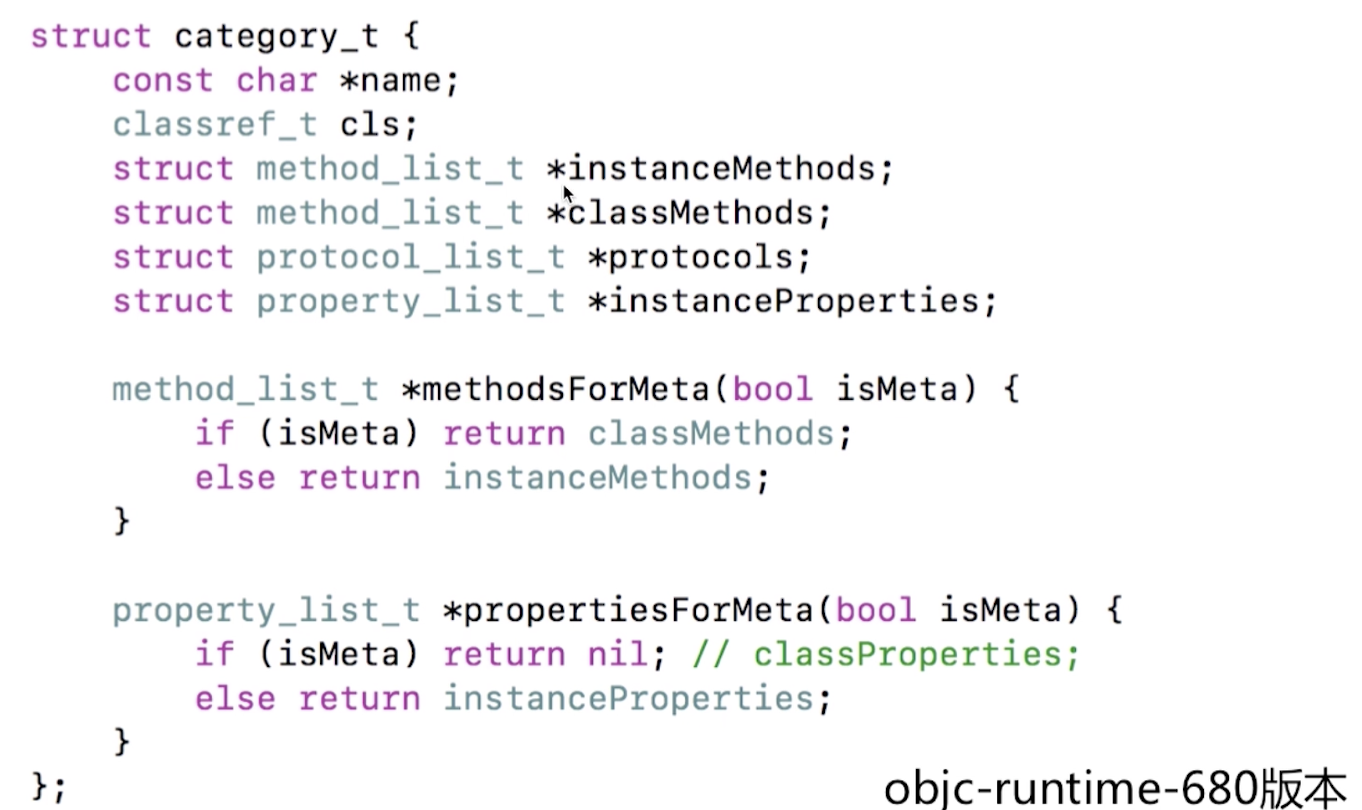 struct category_t {
    const char *name;
    classref_t cls;
    struct method_list_t *instanceMethods;
    struct method_list_t *classMethods;
    struct protocol_list_t *protocols;
    struct property_list_t *instanceProperties;
    method_list_t *methodsForMeta(bool isMeta) {
        if (isMeta) return classMethods;
        else return instanceMethods;
    }
    property_list_t *propertiesForMeta(bool isMeta) {
        if (isMeta) return nil; // classProperties;
        else return instanceProperties;
    }
};
objc-runtime-680版本